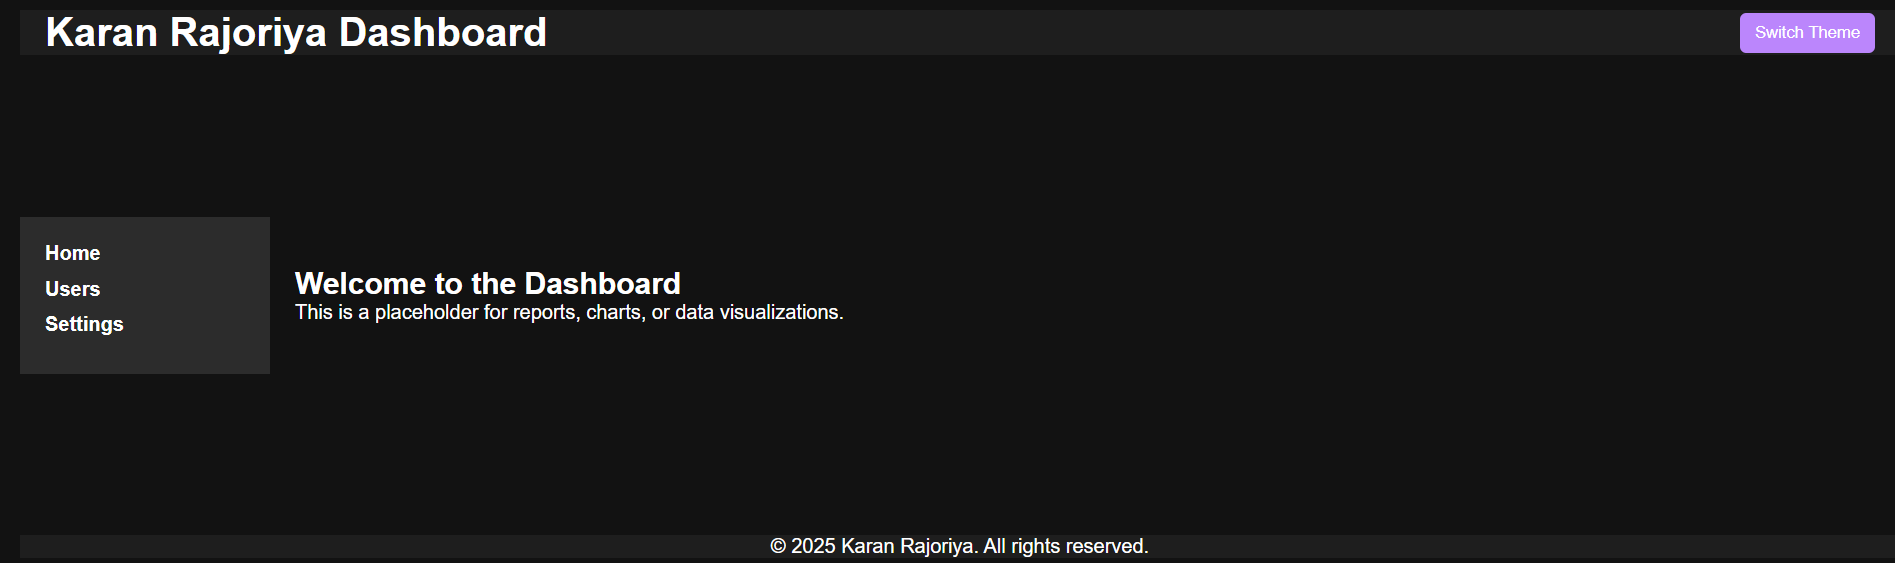 Karan Rajoriya Dashboard
Switch Theme
Home
Users
Settings
Welcome to the Dashboard
This is a placeholder for reports, charts, or data visualizations.
© 2025 Karan Rajoriya. All rights reserved.